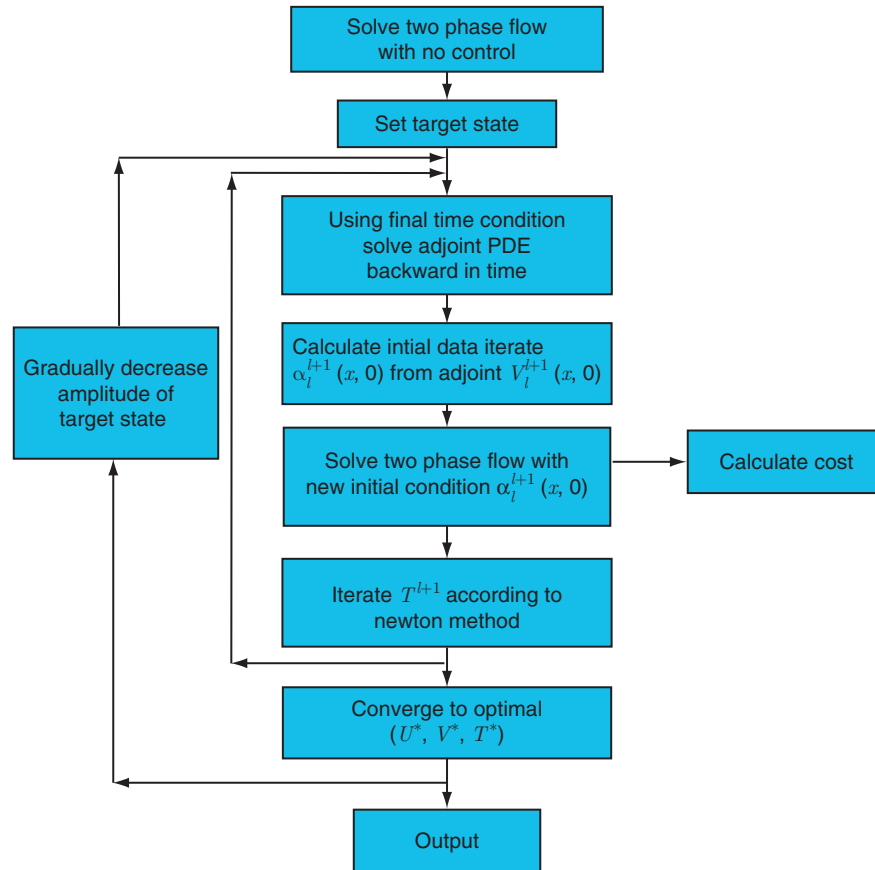 Solve two phase flow
with no control
Set target state
Using final time condition
solve adjoint PDE
backward in time
Calculate intial data iterate
α_l^{l+1} (x, 0) from adjoint V_l^{l+1} (x, 0)
Gradually decrease
amplitude of
target state
Solve two phase flow with
new initial condition α_l^{l+1} (x, 0)
Calculate cost
Iterate T^{l+1} according to
newton method
Converge to optimal
(U*, V*, T*)
Output